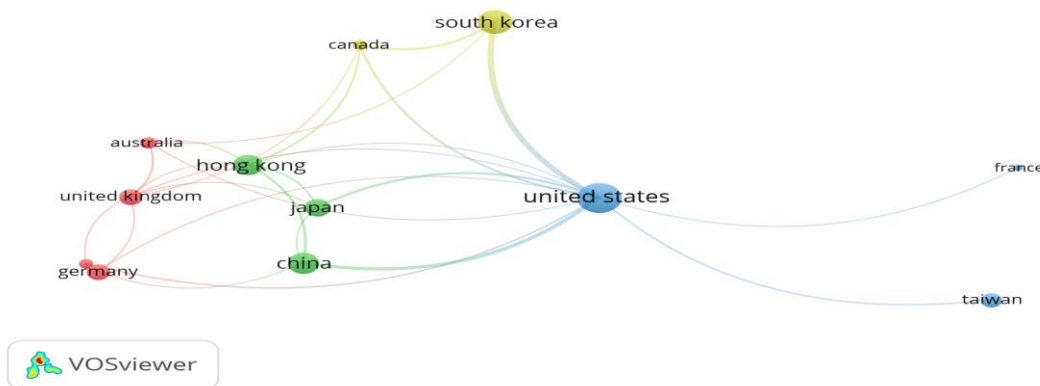 south korea
canada
australia
hong kong
france
united kingdom
united states
japan
china
germany
taiwan
VOSviewer